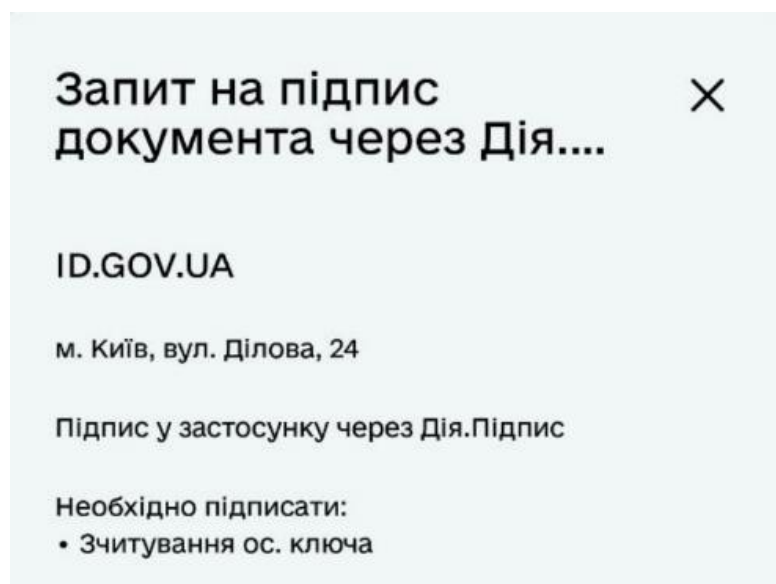 Запит на підпис
документа через Дія....
ID.GOV.UA
м. Київ, вул. Ділова, 24
Підпис у застосунку через Дія.Підпис
Необхідно підписати:
• Зчитування ос. ключа